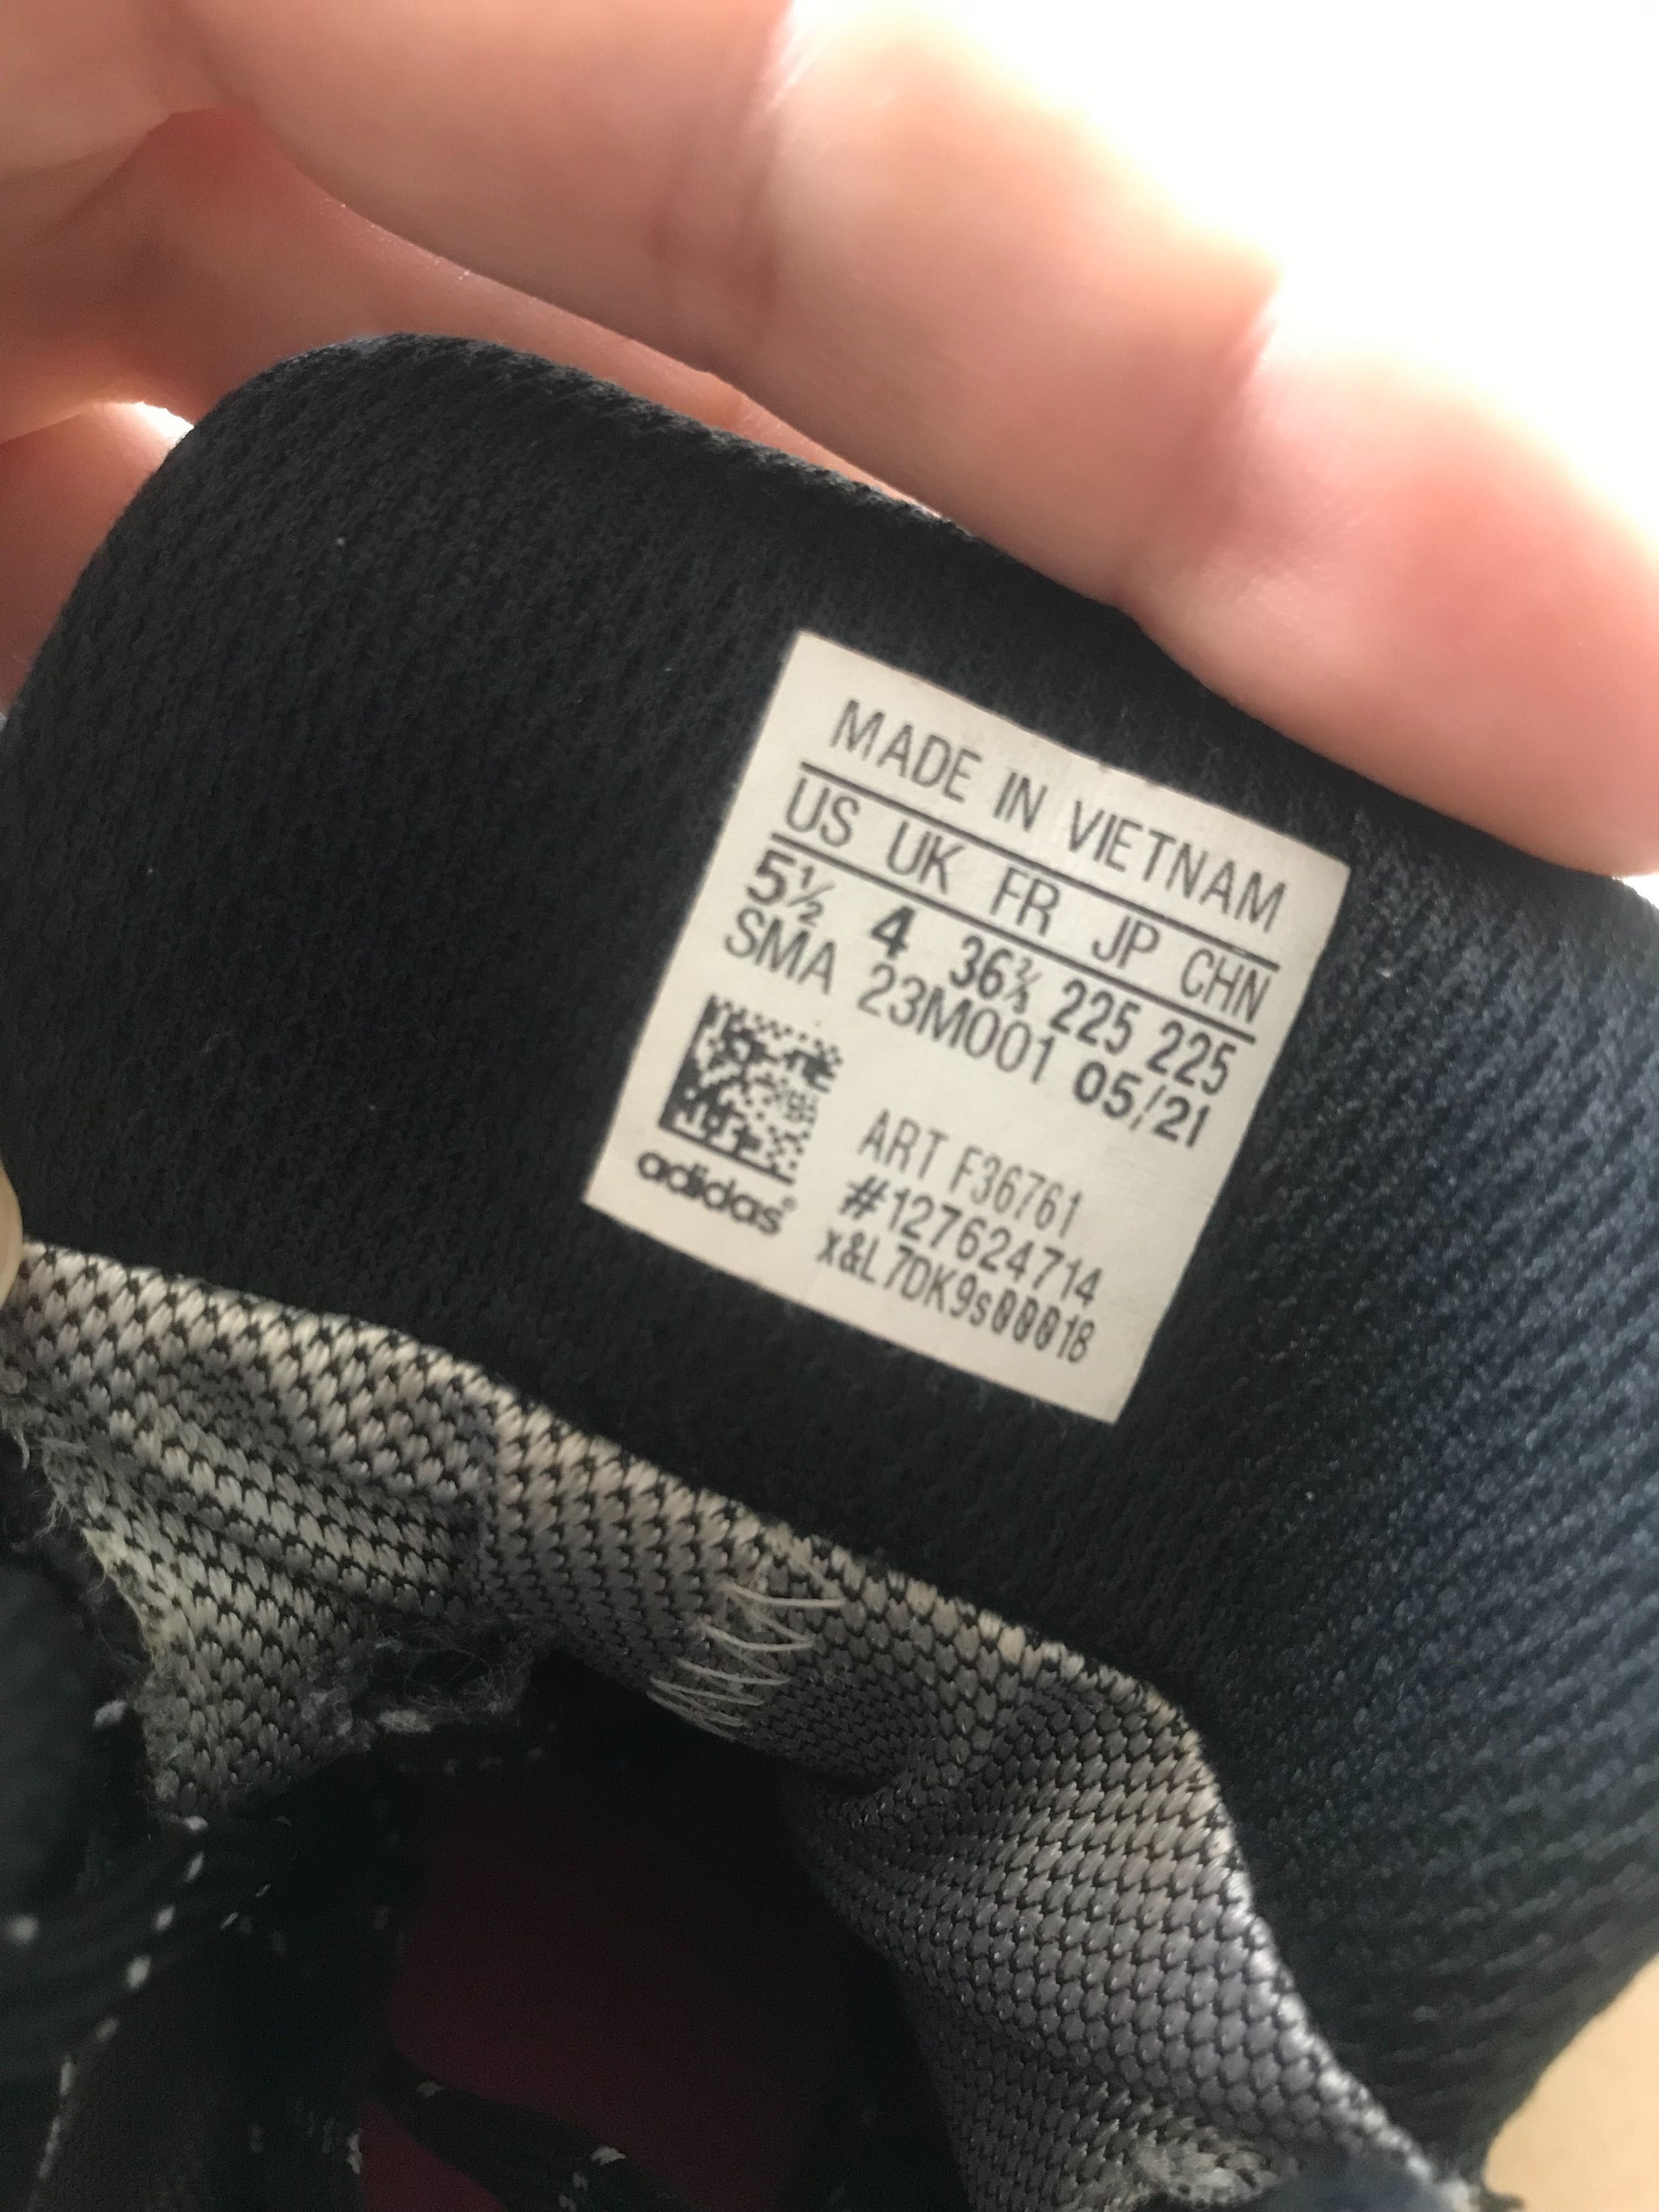 MADE IN VIETNAM
US UK FR JP CHN
5½ 4 36⅔ 225 225
SMA 23M001 05/21
ART F36761
#127624714
x&L7DK9s00018
adidas®